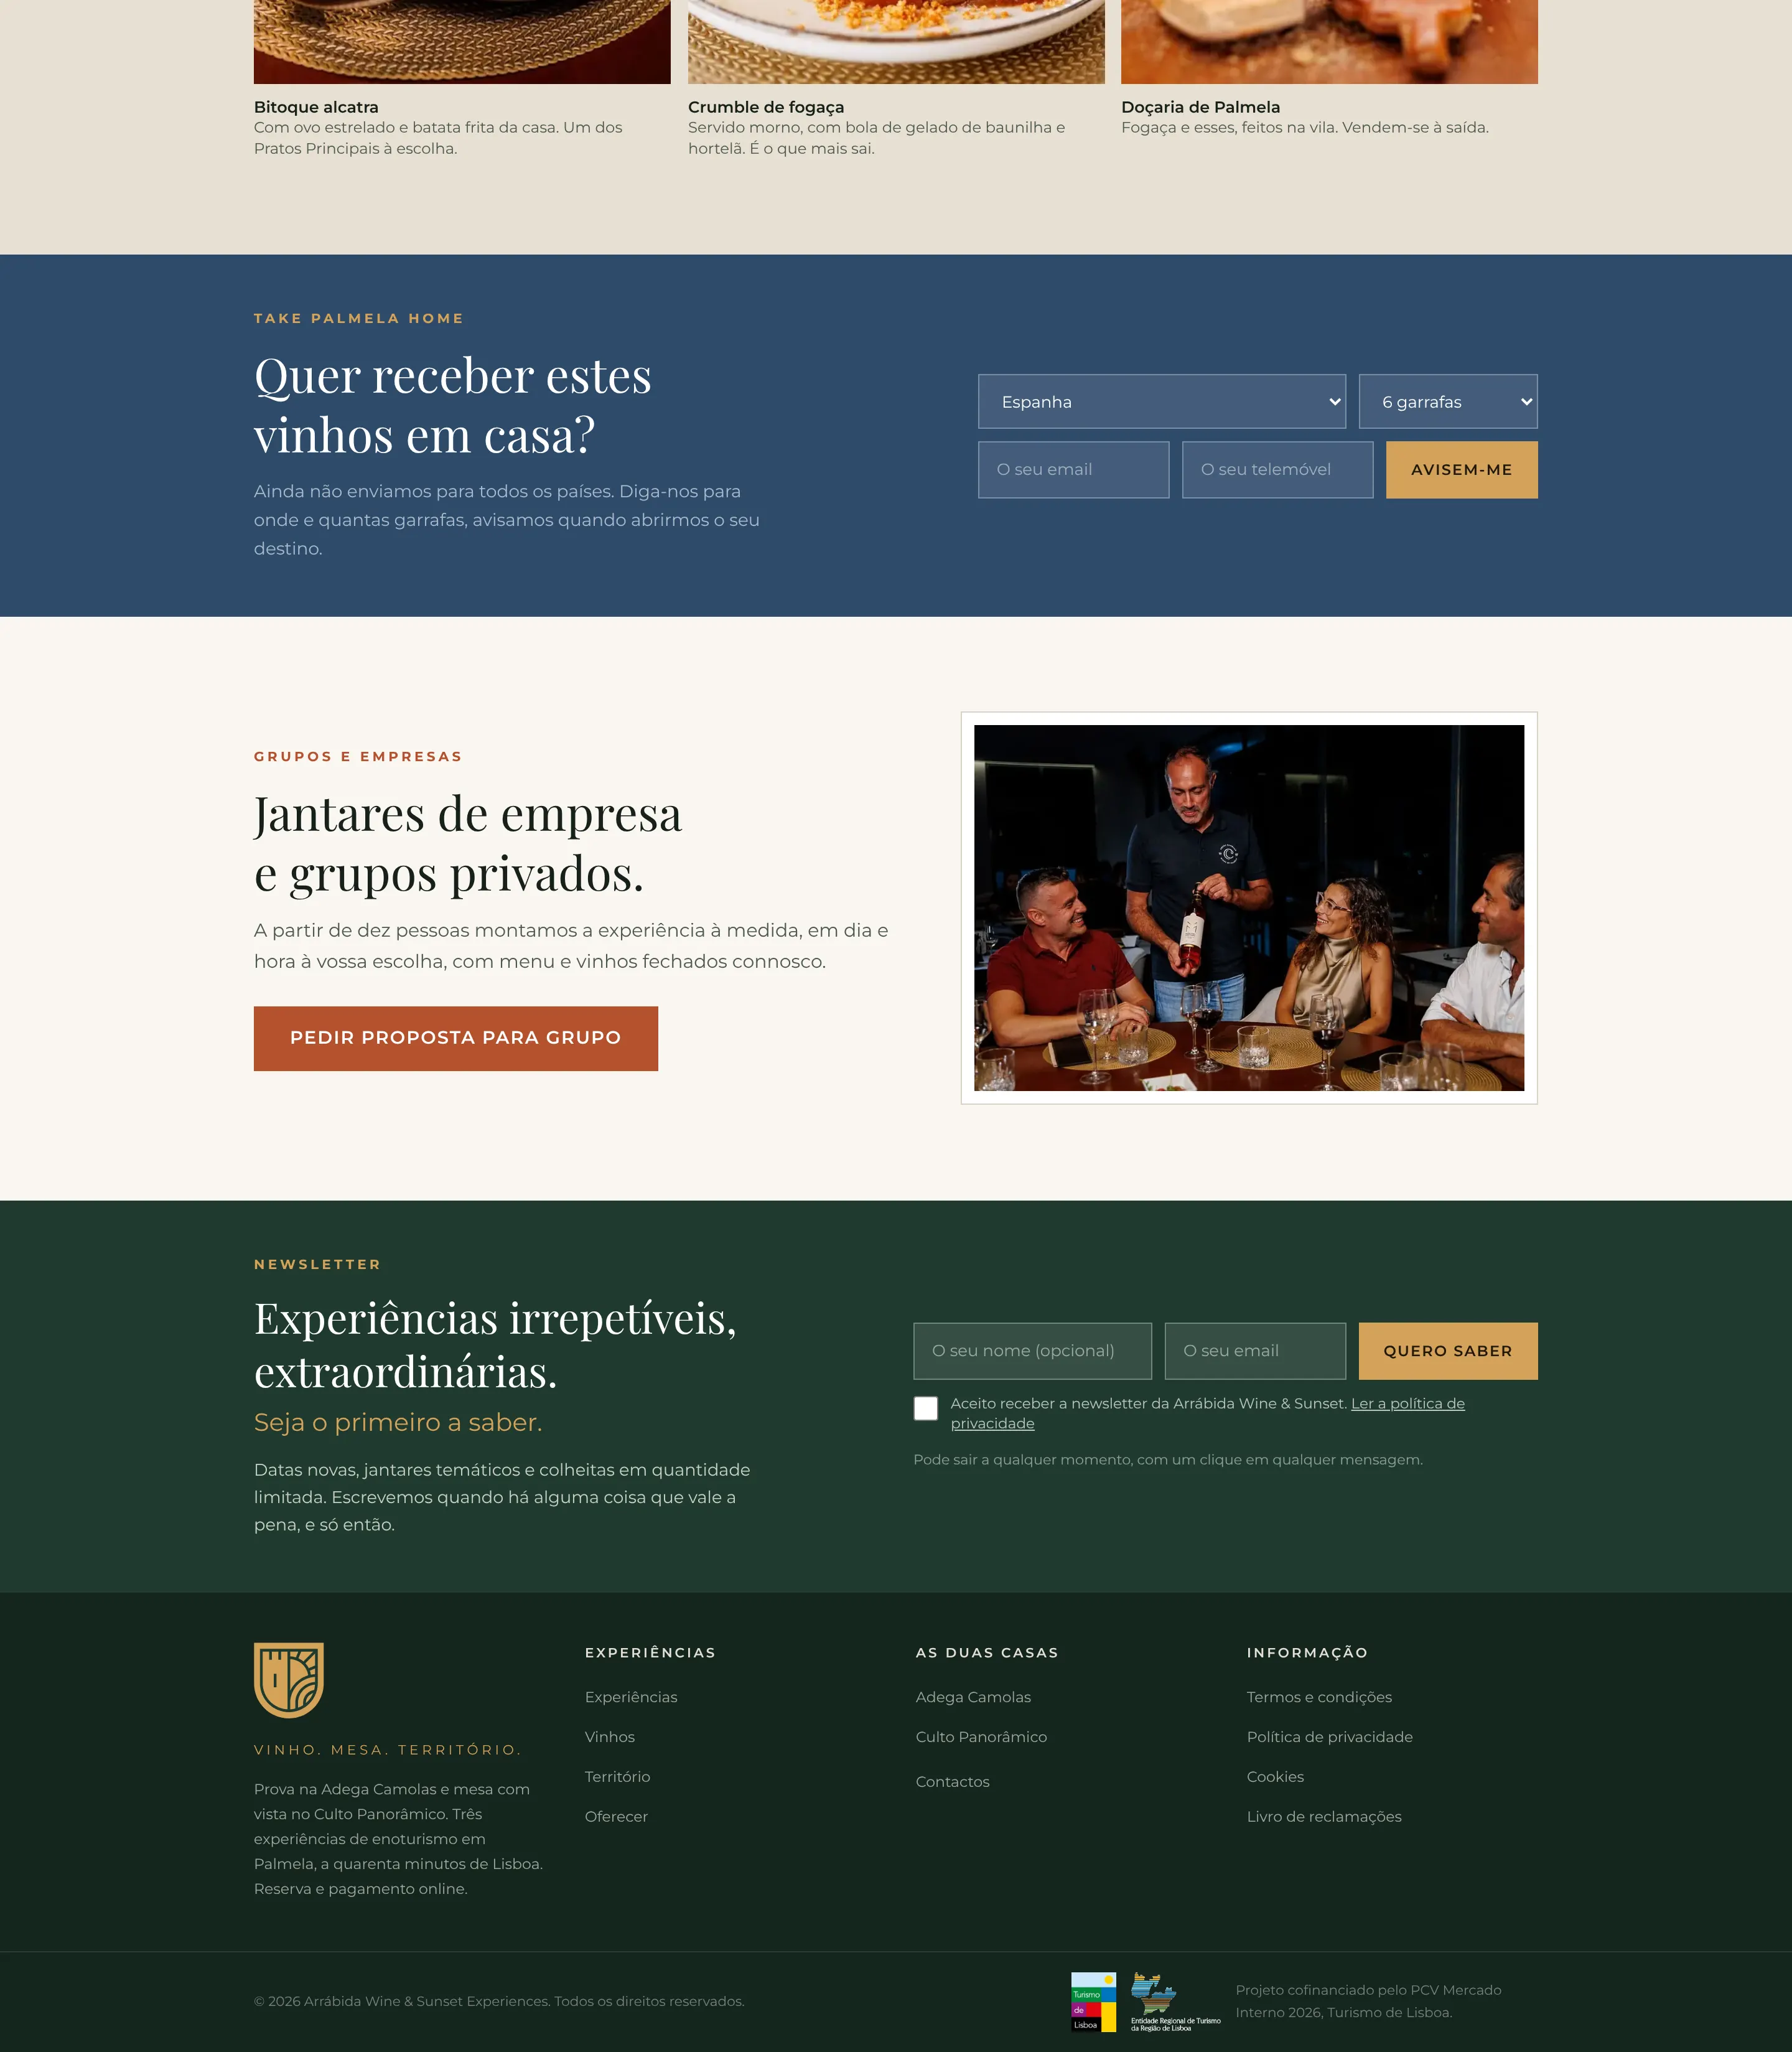 Bitoque alcatra
Com ovo estrelado e batata frita da casa. Um dos
Pratos Principais à escolha.
Crumble de fogaça
Servido morno, com bola de gelado de baunilha e
hortelã. É o que mais sai.
Doçaria de Palmela
Fogaça e esses, feitos na vila. Vendem-se à saída.
TAKE PALMELA HOME
Quer receber estes
vinhos em casa?
Ainda não enviamos para todos os países. Diga-nos para
onde e quantas garrafas, avisamos quando abrirmos o seu
destino.
Espanha
6 garrafas
O seu email
O seu telemóvel
AVISEM-ME
GRUPOS E EMPRESAS
Jantares de empresa
e grupos privados.
A partir de dez pessoas montamos a experiência à medida, em dia e
hora à vossa escolha, com menu e vinhos fechados connosco.
PEDIR PROPOSTA PARA GRUPO
NEWSLETTER
Experiências irrepetíveis,
extraordinárias.
Seja o primeiro a saber.
Datas novas, jantares temáticos e colheitas em quantidade
limitada. Escrevemos quando há alguma coisa que vale a
pena, e só então.
O seu nome (opcional)
O seu email
QUERO SABER
Aceito receber a newsletter da Arrábida Wine & Sunset. Ler a política de
privacidade
Pode sair a qualquer momento, com um clique em qualquer mensagem.
VINHO. MESA. TERRITÓRIO.
Prova na Adega Camolas e mesa com
vista no Culto Panorâmico. Três
experiências de enoturismo em
Palmela, a quarenta minutos de Lisboa.
Reserva e pagamento online.
EXPERIÊNCIAS
Experiências
Vinhos
Território
Oferecer
AS DUAS CASAS
Adega Camolas
Culto Panorâmico
Contactos
INFORMAÇÃO
Termos e condições
Política de privacidade
Cookies
Livro de reclamações
© 2026 Arrábida Wine & Sunset Experiences. Todos os direitos reservados.
Turismo
de
Lisboa
Entidade Regional de Turismo
da Região de Lisboa
Projeto cofinanciado pelo PCV Mercado
Interno 2026, Turismo de Lisboa.